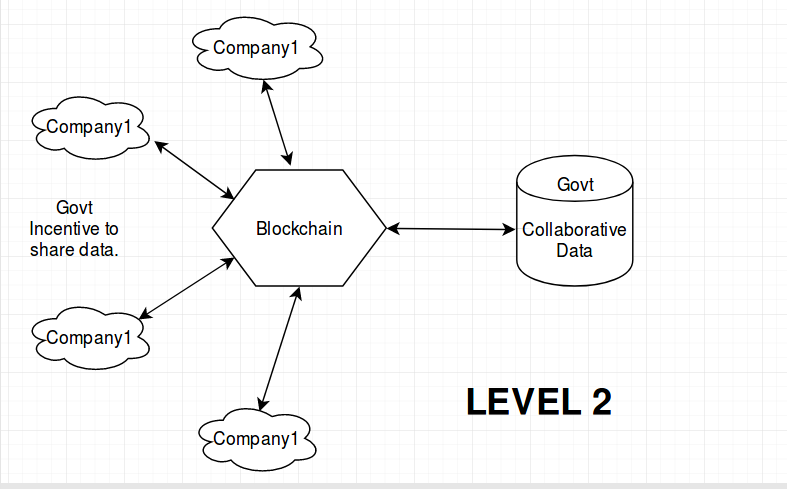 Company1
Company1
Govt
Incentive to
share data.
Blockchain
Govt
Collaborative
Data
Company1
LEVEL 2
Company1